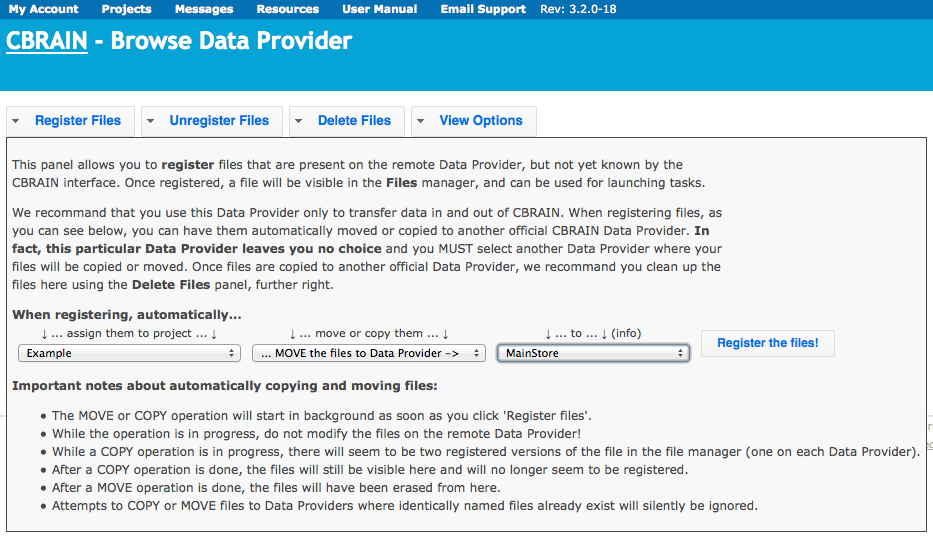 My Account Projects Messages Resources User Manual Email Support Rev: 3.2.0-18
CBRAIN - Browse Data Provider
Register Files Unregister Files Delete Files View Options
This panel allows you to register files that are present on the remote Data Provider, but not yet known by the
CBRAIN interface. Once registered, a file will be visible in the Files manager, and can be used for launching tasks.
We recommand that you use this Data Provider only to transfer data in and out of CBRAIN. When registering files, as
you can see below, you can have them automatically moved or copied to another official CBRAIN Data Provider. In
fact, this particular Data Provider leaves you no choice and you MUST select another Data Provider where your
files will be copied or moved. Once files are copied to another official Data Provider, we recommand you clean up the
files here using the Delete Files panel, further right.
When registering, automatically...
↓ ... assign them to project ... ↓ ↓ ... move or copy them ... ↓ ↓ ... to ... ↓ (info)
Example ... MOVE the files to Data Provider -> MainStore Register the files!
Important notes about automatically copying and moving files:
• The MOVE or COPY operation will start in background as soon as you click 'Register files'.
• While the operation is in progress, do not modify the files on the remote Data Provider!
• While a COPY operation is in progress, there will seem to be two registered versions of the file in the file manager (one on each Data Provider).
• After a COPY operation is done, the files will still be visible here and will no longer seem to be registered.
• After a MOVE operation is done, the files will have been erased from here.
• Attempts to COPY or MOVE files to Data Providers where identically named files already exist will silently be ignored.